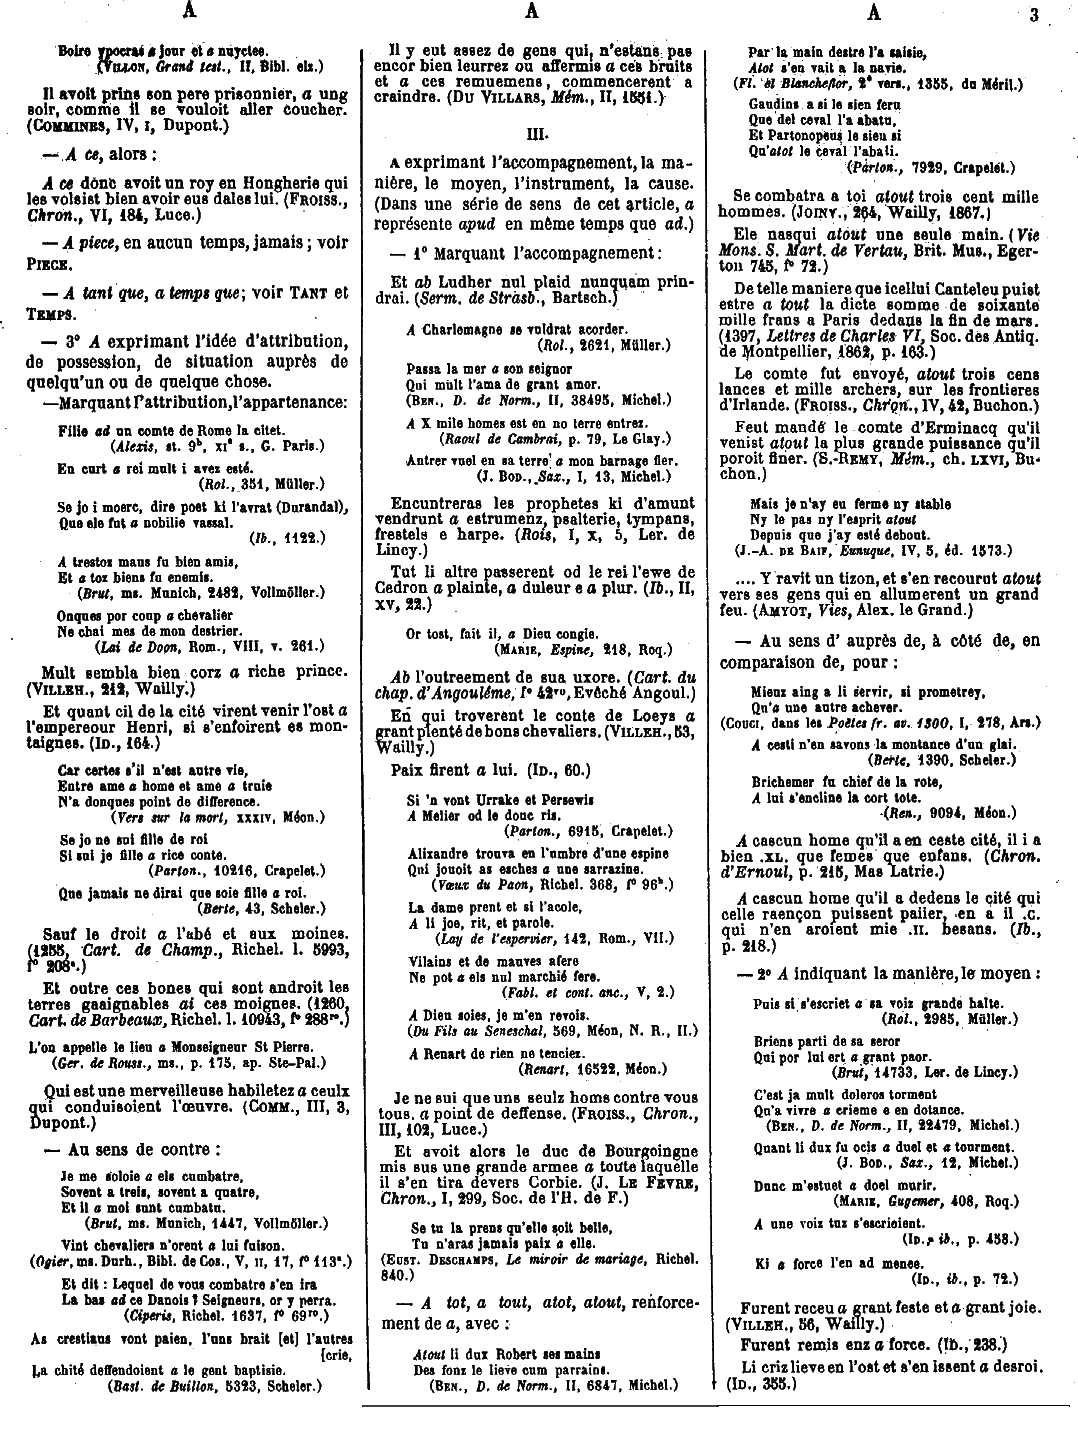 A
A
A
3
Boire ypocras a jour et a nuyctee.
(VILLON, Grand test., II, Bibl. elz.)
Il avoit prins son pere prisonnier, a ung
soir, comme il se vouloit aller coucher.
(COMMINES, IV, I, Dupont.)
— A ce, alors :
A ce donc avoit un roy en Hongherie qui
les volsist bien avoir eus dales lui. (FROISS.,
Chron., VI, 184, Luce.)
— A piece, en aucun temps, jamais ; voir
PIECE.
— A tant que, a temps que; voir TANT et
TEMPS.
— 3° A exprimant l'idée d'attribution,
de possession, de situation auprès de
quelqu'un ou de quelque chose.
—Marquant l'attribution, l'appartenance:
Fille ad un comte de Rome la citet.
(Alexis, st. 9b, XIe s., G. Paris.)
En curt a rei mult i avez esté.
(Rol., 351, Müller.)
Se jo i moerc, dire poet ki l'avrat (Durandal),
Que ele fut a nobilie vassal.
(Ib., 1122.)
A trestoz maus fu bien amis,
Et a toz biens fu enemis.
(Brut, ms. Munich, 2482, Vollmöller.)
Onques por coup a chevalier
Ne chai mes de mon destrier.
(Lai de Doon, Rom., VIII, v. 261.)
Mult sembla bien corz a riche prince.
(VILLEH., 212, Wailly.)
Et quant cil de la cité virent venir l'ost a
l'empereour Henri, si s'enfoirent es mon-
taignes. (ID., 164.)
Car certes s'il n'est autre vie,
Entre ame a home et ame a truie
N'a donques point de difference.
(Vers sur la mort, XXXIV, Méon.)
Se jo ne sui fille de roi
Si sui je fille a rice conte.
(Parton., 10216, Crapelet.)
Que jamais ne dirai que soie fille a roi.
(Berte, 43, Scheler.)
Sauf le droit a l'abé et aux moines.
(1255, Cart. de Champ., Richel. l. 5993,
f° 208a.)
Et outre ces bones qui sont androit les
terres gaaignables ai ces moignes. (1260,
Cart. de Barbeaux, Richel. l. 10943, f° 288ro.)
L'on appelle le lieu a Monseigneur St Pierre.
(Ger. de Rouss., ms., p. 175, ap. Ste-Pal.)
Qui est une merveilleuse habiletez a ceulx
qui conduisoient l'œuvre. (COMM., III, 3,
Dupont.)
— Au sens de contre :
Je me soloie a els cumbatre,
Sovent a treis, sovent a quatre,
Et il a moi sunt cumbatu.
(Brut, ms. Munich, 1447, Vollmöller.)
Vint chevaliers n'orent a lui fuison.
(Ogier, ms. Durh., Bibl. de Cos., V, II, 17, f° 113a.)
Et dit : Lequel de vous combatre s'en ira
La bas ad ce Danois ? Seigneurs, or y perra.
(Ciperis, Richel. 1637, f° 69ro.)
As crestians vont paien, l'uns brait [et] l'autres
[crie,
La chité deffendoient a le gent baptisie.
(Bast. de Buillon, 5323, Scheler.)
Il y eut assez de gens qui, n'estans pas
encor bien leurrez ou affermis a ces bruits
et a ces remuemens, commencerent a
craindre. (DU VILLARS, Mém., II, 1551.)
III.
A exprimant l'accompagnement, la ma-
nière, le moyen, l'instrument, la cause.
(Dans une série de sens de cet article, a
représente apud en même temps que ad.)
— 1° Marquant l'accompagnement :
Et ab Ludher nul plaid nunquam prin-
drai. (Serm. de Strasb., Bartsch.)
A Charlemagne se vuldrat acorder.
(Rol., 2621, Müller.)
Passa la mer a son seignor
Qui mult l'ama de grant amor.
(BEN., D. de Norm., II, 38495, Michel.)
A X mile homes est en no terre entrez.
(Raoul de Cambrai, p. 79, Le Glay.)
Antrer vuel en sa terre a mon barnage fier.
(J. BOD., Sax., I, 13, Michel.)
Encuntreras les prophetes ki d'amunt
vendrunt a estrumenz, psalterie, tympans,
frestels e harpe. (Rois, I, X, 5, Ler. de
Lincy.)
Tut li altre passerent od le rei l'ewe de
Cedron a plainte, a duleur e a plur. (Ib., II,
XV, 22.)
Or tost, fait il, a Dieu congie.
(MARIE, Espine, 218, Roq.)
Ab l'outreement de sua uxore. (Cart. du
chap. d'Angouléme, f° 42ro, Evêché Angoul.)
En qui troverent le conte de Loeys a
grant plenté de bons chevaliers. (VILLEH., 53,
Wailly.)
Paix firent a lui. (ID., 60.)
Si 'n vont Urrake et Persewis
A Melior od le douc ris.
(Parton., 6915, Crapelet.)
Alixandre trouva en l'umbre d'une espine
Qui jouoit as esches a une sarrazine.
(Vœux du Paon, Richel. 368, f° 96b.)
La dame prent et si l'acole,
A li joe, rit, et parole.
(Lay de l'espervier, 142, Rom., VII.)
Vilains et de mauves afere
Ne pot a els nul marchié fere.
(Fabl. et cont. anc., V, 2.)
A Dieu soies, je m'en revois.
(Du Fils au Seneschal, 569, Méon, N. R., II.)
A Renart de rien ne tenciez.
(Renart, 16522, Méon.)
Je ne sui que uns seulz homs contre vous
tous, a point de deffense. (FROISS., Chron.,
III, 102, Luce.)
Et avoit alors le duc de Bourgoingne
mis sus une grande armee a toute laquelle
il s'en tira devers Corbie. (J. LE FÈVRE,
Chron., I, 299, Soc. de l'H. de F.)
Se tu la prens qu'elle soit belle,
Tu n'aras jamais paix a elle.
(EUST. DESCHAMPS, Le miroir de mariage, Richel.
840.)
— A tot, a tout, atot, atout, renforce-
ment de a, avec :
Atout li dux Robert ses mains
Des fonz le lieve cum parrains.
(BEN., D. de Norm., II, 6847, Michel.)
Par la main destre l'a saisie,
Atot s'en vait a la navie.
(Fl. et Blancheflor, 2e vers., 1355, du Méril.)
Gaudins a si le sien feru
Que del ceval l'a abatu,
Et Partonopeus le sieu si
Qu'atot le ceval l'abati.
(Parton., 7929, Crapelet.)
Se combatra a toi atout trois cent mille
hommes. (JOINV., 264, Wailly, 1867.)
Ele nasqui atout une seule main. (Vie
Mons. S. Mart. de Vertau, Brit. Mus., Eger-
ton 745, f° 72.)
De telle maniere que icellui Canteleu puist
estre a tout la dicte somme de soixante
mille frans a Paris dedans la fin de mars.
(1397, Lettres de Charles VI, Soc. des Antiq.
de Montpellier, 1862, p. 163.)
Le comte fut envoyé, atout trois cens
lances et mille archers, sur les frontieres
d'Irlande. (FROISS., Chron., IV, 42, Buchon.)
Feut mandé le comte d'Erminacq qu'il
venist atout la plus grande puissance qu'il
poroit finer. (S.-REMY, Mém., ch. LXVI, Bu-
chon.)
Mais je n'ay eu ferme ny stable
Ny le pas ny l'esprit atout
Depuis que j'ay esté debout.
(J.-A. DE BAIF, Eunuque, IV, 5, éd. 1573.)
.... Y ravit un tizon, et s'en recourut atout
vers ses gens qui en allumerent un grand
feu. (AMYOT, Vies, Alex. le Grand.)
— Au sens d' auprès de, à côté de, en
comparaison de, pour :
Mieuz aing a li servir, si prometrey,
Qu'a une autre achever.
(COUCI, dans les Poëtes fr. av. 1300, I, 278, Ars.)
A cesti n'en savons la montance d'un glai.
(Berte, 1390, Scheler.)
Brichemer fu chief de la rote,
A lui s'encline la cort tote.
(Ren., 9094, Méon.)
A cascun home qu'il a en ceste cité, il i a
bien .XL. que femes que enfans. (Chron.
d'Ernoul, p. 215, Mas Latrie.)
A cascun home qu'il a dedens le cité qui
celle raençon puissent paiier, en a il .C.
qui n'en aroient mie .II. besans. (Ib.,
p. 218.)
— 2° A indiquant la manière, le moyen :
Puis si s'escriet a sa voiz grande halte.
(Rol., 2985, Müller.)
Briens parti de sa seror
Qui por lui ert a grant paor.
(Brut, 14733, Ler. de Lincy.)
C'est ja mult doleros torment
Qu'a vivre a crieme e en dotance.
(BEN., D. de Norm., II, 22479, Michel.)
Quant li dux fu ocis a duel et a tourment.
(J. BOD., Sax., 12, Michel.)
Dunc m'estuet a doel murir.
(MARIE, Gugemer, 408, Roq.)
A une voiz tuz s'escrioient.
(ID., ib., p. 458.)
Ki a force l'en ad menee.
(ID., ib., p. 72.)
Furent receu a grant feste et a grant joie.
(VILLEH., 56, Wailly.)
Furent remis enz a force. (Ib., 238.)
Li criz lieve en l'ost et s'en issent a desroi.
(ID., 355.)